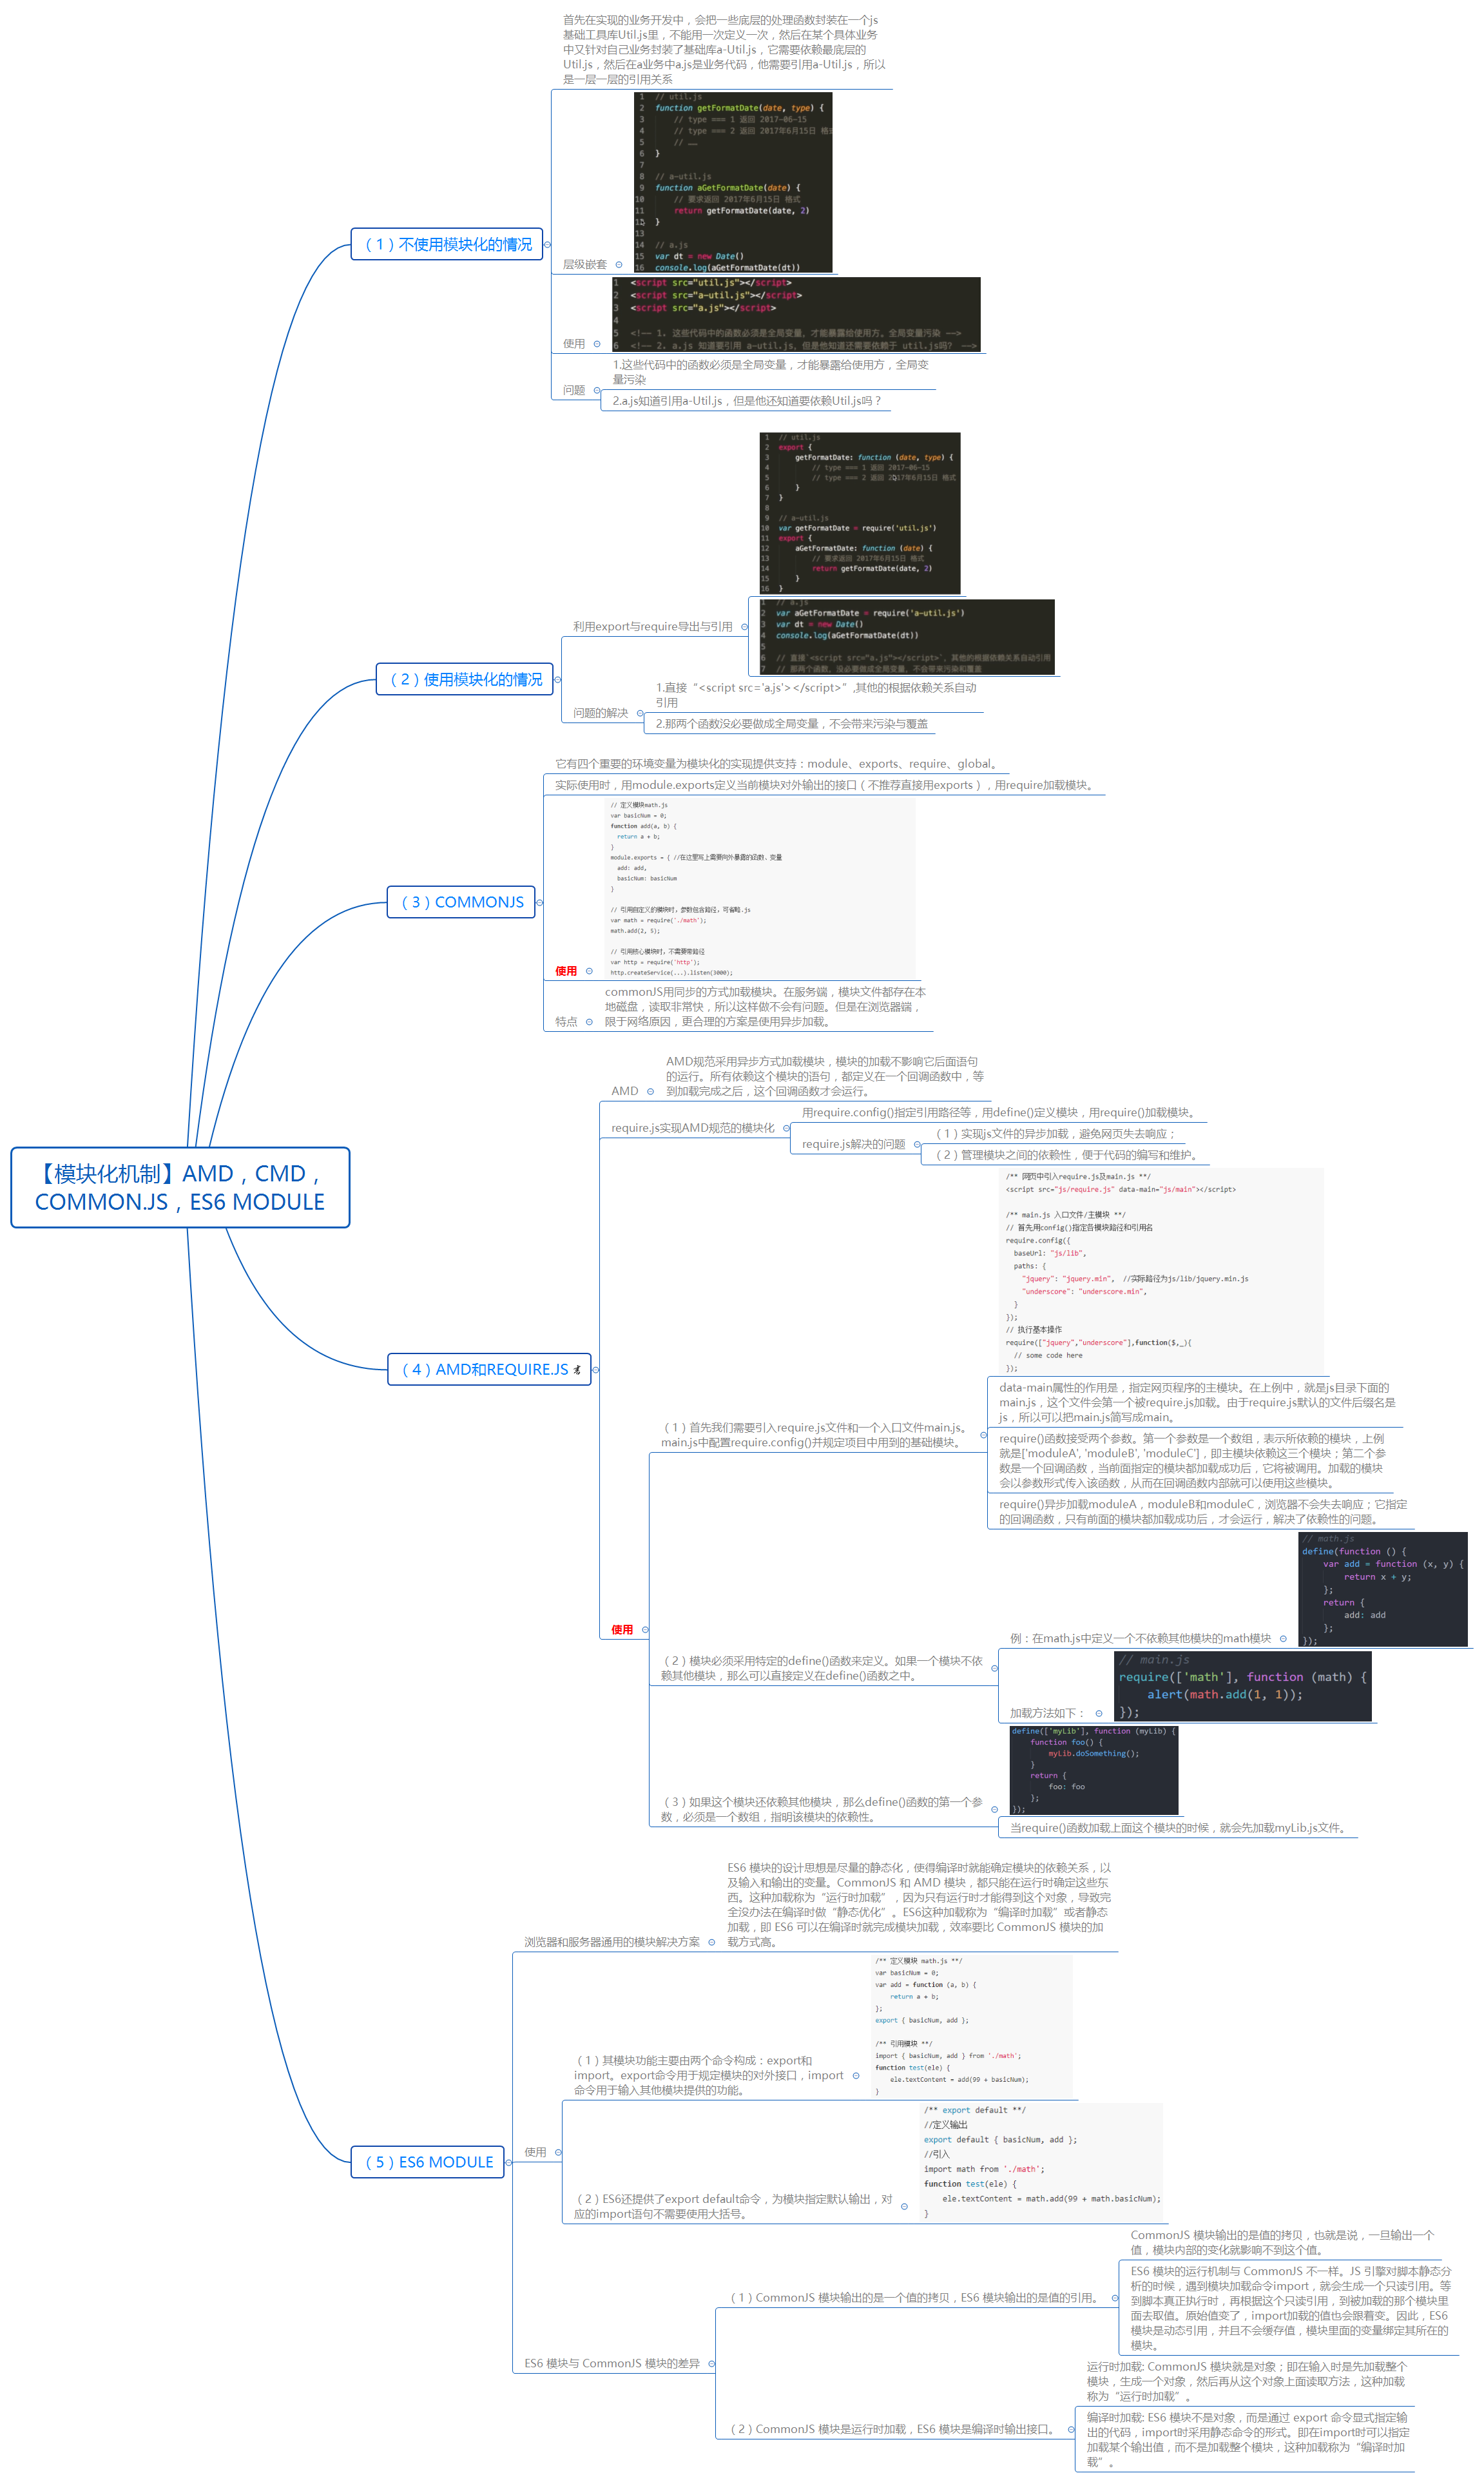 【模块化机制】AMD，CMD，
COMMON.JS，ES6 MODULE
（1）不使用模块化的情况
首先在实现的业务开发中，会把一些底层的处理函数封装在一个js
基础工具库Util.js里，不能用一次定义一次，然后在某个具体业务
中又针对自己业务封装了基础库a-Util.js，它需要依赖最底层的
Util.js，然后在a业务中a.js是业务代码，他需要引用a-Util.js，所以
是一层一层的引用关系
层级嵌套
1 // util.js
2 function getFormatDate(date, type) {
3 // type === 1 返回 2017-06-15
4 // type === 2 返回 2017年6月15日 格式
5 // ……
6 }
7
8 // a-util.js
9 function aGetFormatDate(date) {
10 // 要求返回 2017年6月15日 格式
11 return getFormatDate(date, 2)
12 }
13
14 // a.js
15 var dt = new Date()
16 console.log(aGetFormatDate(dt))
使用
1 <script src="util.js"></script>
2 <script src="a-util.js"></script>
3 <script src="a.js"></script>
4
5 <!-- 1. 这些代码中的函数必须是全局变量，才能暴露给使用方。全局变量污染 -->
6 <!-- 2. a.js 知道要引用 a-util.js，但是他知道还需要依赖于 util.js吗? -->
问题
1.这些代码中的函数必须是全局变量，才能暴露给使用方，全局变
量污染
2.a.js知道引用a-Util.js，但是他还知道要依赖Util.js吗？
（2）使用模块化的情况
利用export与require导出与引用
1 // util.js
2 export {
3 getFormatDate: function (date, type) {
4 // type === 1 返回 2017-06-15
5 // type === 2 返回 2017年6月15日 格式
6 }
7 }
8
9 // a-util.js
10 var getFormatDate = require('util.js')
11 export {
12 aGetFormatDate: function (date) {
13 // 要求返回 2017年6月15日 格式
14 return getFormatDate(date, 2)
15 }
16 }
1 // a.js
2 var aGetFormatDate = require('a-util.js')
3 var dt = new Date()
4 console.log(aGetFormatDate(dt))
5
6 // 直接`<script src="a.js"></script>`，其他的根据依赖关系自动引用
7 // 那两个函数，没必要做成全局变量，不会带来污染和覆盖
问题的解决
1.直接“<script src='a.js'></script>”,其他的根据依赖关系自动
引用
2.那两个函数没必要做成全局变量，不会带来污染与覆盖
（3）COMMONJS
它有四个重要的环境变量为模块化的实现提供支持：module、exports、require、global。
实际使用时，用module.exports定义当前模块对外输出的接口（不推荐直接用exports），用require加载模块。
使用
// 定义模块math.js
var basicNum = 0;
function add(a, b) {
return a + b;
}
module.exports = { //在这里写上需要向外暴露的函数、变量
add: add,
basicNum: basicNum
}
// 引用自定义的模块时，参数包含路径，可省略.js
var math = require('./math');
math.add(2, 5);
// 引用核心模块时，不需要带路径
var http = require('http');
http.createService(...).listen(3000);
特点
commonJS用同步的方式加载模块。在服务端，模块文件都存在本
地磁盘，读取非常快，所以这样做不会有问题。但是在浏览器端，
限于网络原因，更合理的方案是使用异步加载。
（4）AMD和REQUIRE.JS
AMD
AMD规范采用异步方式加载模块，模块的加载不影响它后面语句
的运行。所有依赖这个模块的语句，都定义在一个回调函数中，等
到加载完成之后，这个回调函数才会运行。
require.js实现AMD规范的模块化
用require.config()指定引用路径等，用define()定义模块，用require()加载模块。
require.js解决的问题
（1）实现js文件的异步加载，避免网页失去响应；
（2）管理模块之间的依赖性，便于代码的编写和维护。
使用
（1）首先我们需要引入require.js文件和一个入口文件main.js。
main.js中配置require.config()并规定项目中用到的基础模块。
/** 网页中引入require.js及main.js **/
<script src="js/require.js" data-main="js/main"></script>
/** main.js 入口文件/主模块 **/
// 首先用config()指定各模块路径和引用名
require.config({
baseUrl: "js/lib",
paths: {
"jquery": "jquery.min", //实际路径为js/lib/jquery.min.js
"underscore": "underscore.min",
}
});
// 执行基本操作
require(["jquery","underscore"],function($,_){
// some code here
});
data-main属性的作用是，指定网页程序的主模块。在上例中，就是js目录下面的
main.js，这个文件会第一个被require.js加载。由于require.js默认的文件后缀名是
js，所以可以把main.js简写成main。
require()函数接受两个参数。第一个参数是一个数组，表示所依赖的模块，上例
就是['moduleA', 'moduleB', 'moduleC']，即主模块依赖这三个模块；第二个参
数是一个回调函数，当前面指定的模块都加载成功后，它将被调用。加载的模块
会以参数形式传入该函数，从而在回调函数内部就可以使用这些模块。
require()异步加载moduleA，moduleB和moduleC，浏览器不会失去响应；它指定
的回调函数，只有前面的模块都加载成功后，才会运行，解决了依赖性的问题。
（2）模块必须采用特定的define()函数来定义。如果一个模块不依
赖其他模块，那么可以直接定义在define()函数之中。
例：在math.js中定义一个不依赖其他模块的math模块
// math.js
define(function () {
var add = function (x, y) {
return x + y;
};
return {
add: add
};
});
加载方法如下：
// main.js
require(['math'], function (math) {
alert(math.add(1, 1));
});
（3）如果这个模块还依赖其他模块，那么define()函数的第一个参
数，必须是一个数组，指明该模块的依赖性。
define(['myLib'], function (myLib) {
function foo() {
myLib.doSomething();
}
return {
foo: foo
};
});
当require()函数加载上面这个模块的时候，就会先加载myLib.js文件。
（5）ES6 MODULE
浏览器和服务器通用的模块解决方案
ES6 模块的设计思想是尽量的静态化，使得编译时就能确定模块的依赖关系，以
及输入和输出的变量。CommonJS 和 AMD 模块，都只能在运行时确定这些东
西。这种加载称为“运行时加载”，因为只有运行时才能得到这个对象，导致完
全没办法在编译时做“静态优化”。ES6这种加载称为“编译时加载”或者静态
加载，即 ES6 可以在编译时就完成模块加载，效率要比 CommonJS 模块的加
载方式高。
使用
（1）其模块功能主要由两个命令构成：export和
import。export命令用于规定模块的对外接口，import
命令用于输入其他模块提供的功能。
/** 定义模块 math.js **/
var basicNum = 0;
var add = function (a, b) {
return a + b;
};
export { basicNum, add };
/** 引用模块 **/
import { basicNum, add } from './math';
function test(ele) {
ele.textContent = add(99 + basicNum);
}
（2）ES6还提供了export default命令，为模块指定默认输出，对
应的import语句不需要使用大括号。
/** export default **/
//定义输出
export default { basicNum, add };
//引入
import math from './math';
function test(ele) {
ele.textContent = math.add(99 + math.basicNum);
}
ES6 模块与 CommonJS 模块的差异
（1）CommonJS 模块输出的是一个值的拷贝，ES6 模块输出的是值的引用。
CommonJS 模块输出的是值的拷贝，也就是说，一旦输出一个
值，模块内部的变化就影响不到这个值。
ES6 模块的运行机制与 CommonJS 不一样。JS 引擎对脚本静态分
析的时候，遇到模块加载命令import，就会生成一个只读引用。等
到脚本真正执行时，再根据这个只读引用，到被加载的那个模块里
面去取值。原始值变了，import加载的值也会跟着变。因此，ES6
模块是动态引用，并且不会缓存值，模块里面的变量绑定其所在的
模块。
（2）CommonJS 模块是运行时加载，ES6 模块是编译时输出接口。
运行时加载: CommonJS 模块就是对象；即在输入时是先加载整个
模块，生成一个对象，然后再从这个对象上面读取方法，这种加载
称为“运行时加载”。
编译时加载: ES6 模块不是对象，而是通过 export 命令显式指定输
出的代码，import时采用静态命令的形式。即在import时可以指定
加载某个输出值，而不是加载整个模块，这种加载称为“编译时加
载”。